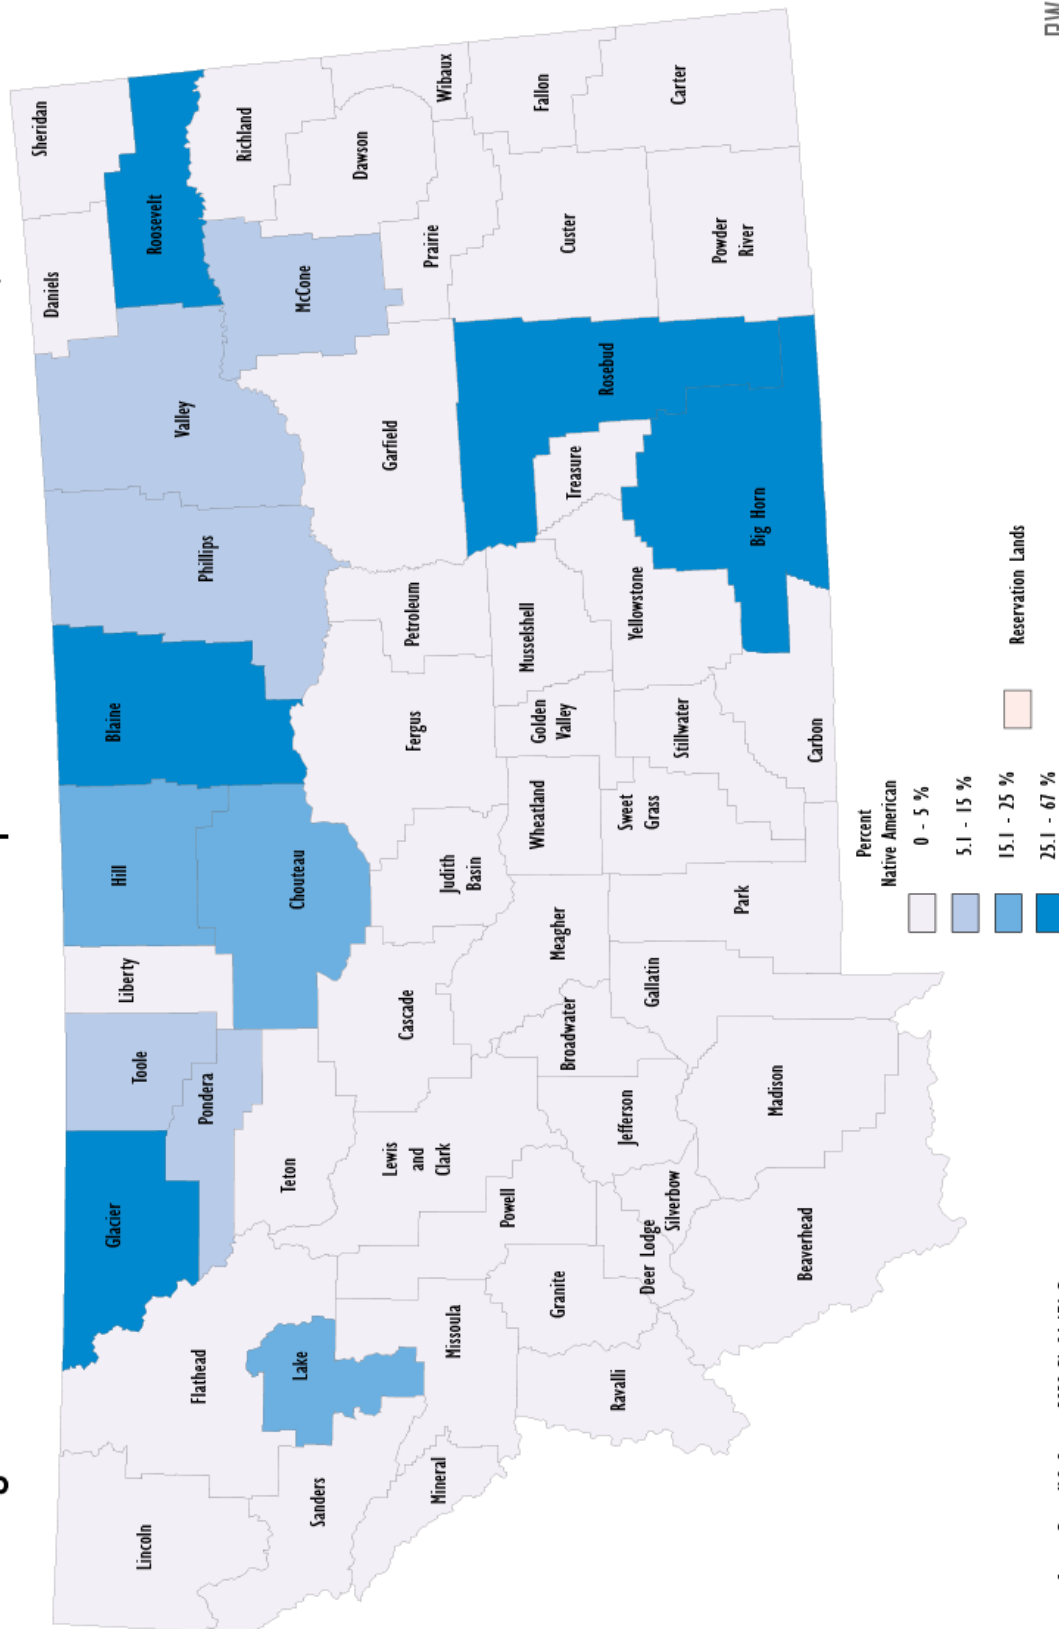 Lincoln
Flathead
Glacier
Toole
Liberty
Hill
Blaine
Phillips
Valley
Daniels
Sheridan
Roosevelt
Sanders
Lake
Pondera
Teton
Chouteau
McCone
Richland
Mineral
Missoula
Lewis
and
Clark
Cascade
Judith
Basin
Fergus
Petroleum
Garfield
Prairie
Dawson
Wibaux
Ravalli
Granite
Powell
Deer Lodge
Silverbow
Jefferson
Broadwater
Meagher
Wheatland
Golden
Valley
Musselshell
Treasure
Rosebud
Custer
Fallon
Beaverhead
Madison
Gallatin
Park
Sweet
Grass
Stillwater
Yellowstone
Carbon
Big Horn
Powder
River
Carter
Percent
Native American
0 - 5 %
5.1 - 15 %
15.1 - 25 %
25.1 - 67 %
Reservation Lands